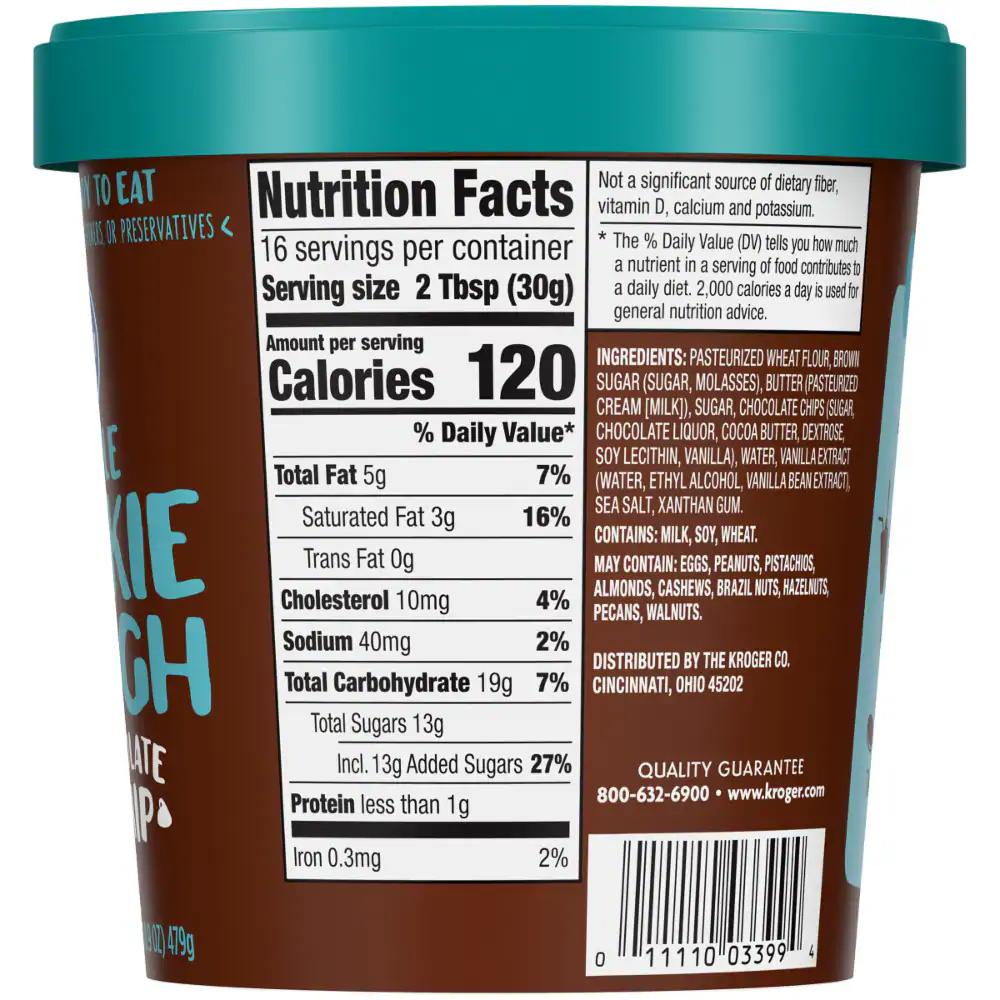 TO EAT
OR PRESERVATIVES <
KIE
GH
Nutrition Facts
16 servings per container
Serving size 2 Tbsp (30g)
Amount per serving
Calories 120
% Daily Value*
Total Fat 5g 7%
Saturated Fat 3g 16%
Trans Fat 0g
Cholesterol 10mg 4%
Sodium 40mg 2%
Total Carbohydrate 19g 7%
Total Sugars 13g
Incl. 13g Added Sugars 27%
Protein less than 1g
Iron 0.3mg 2%
Not a significant source of dietary fiber,
vitamin D, calcium and potassium.
* The % Daily Value (DV) tells you how much
a nutrient in a serving of food contributes to
a daily diet. 2,000 calories a day is used for
general nutrition advice.
INGREDIENTS: PASTEURIZED WHEAT FLOUR, BROWN
SUGAR (SUGAR, MOLASSES), BUTTER (PASTEURIZED
CREAM [MILK]), SUGAR, CHOCOLATE CHIPS (SUGAR,
CHOCOLATE LIQUOR, COCOA BUTTER, DEXTROSE,
SOY LECITHIN, VANILLA), WATER, VANILLA EXTRACT
(WATER, ETHYL ALCOHOL, VANILLA BEAN EXTRACT),
SEA SALT, XANTHAN GUM.
CONTAINS: MILK, SOY, WHEAT.
MAY CONTAIN: EGGS, PEANUTS, PISTACHIOS,
ALMONDS, CASHEWS, BRAZIL NUTS, HAZELNUTS,
PECANS, WALNUTS.
DISTRIBUTED BY THE KROGER CO.
CINCINNATI, OHIO 45202
QUALITY GUARANTEE
800-632-6900 • www.kroger.com
0 11110 03399 4
OZ) 479g